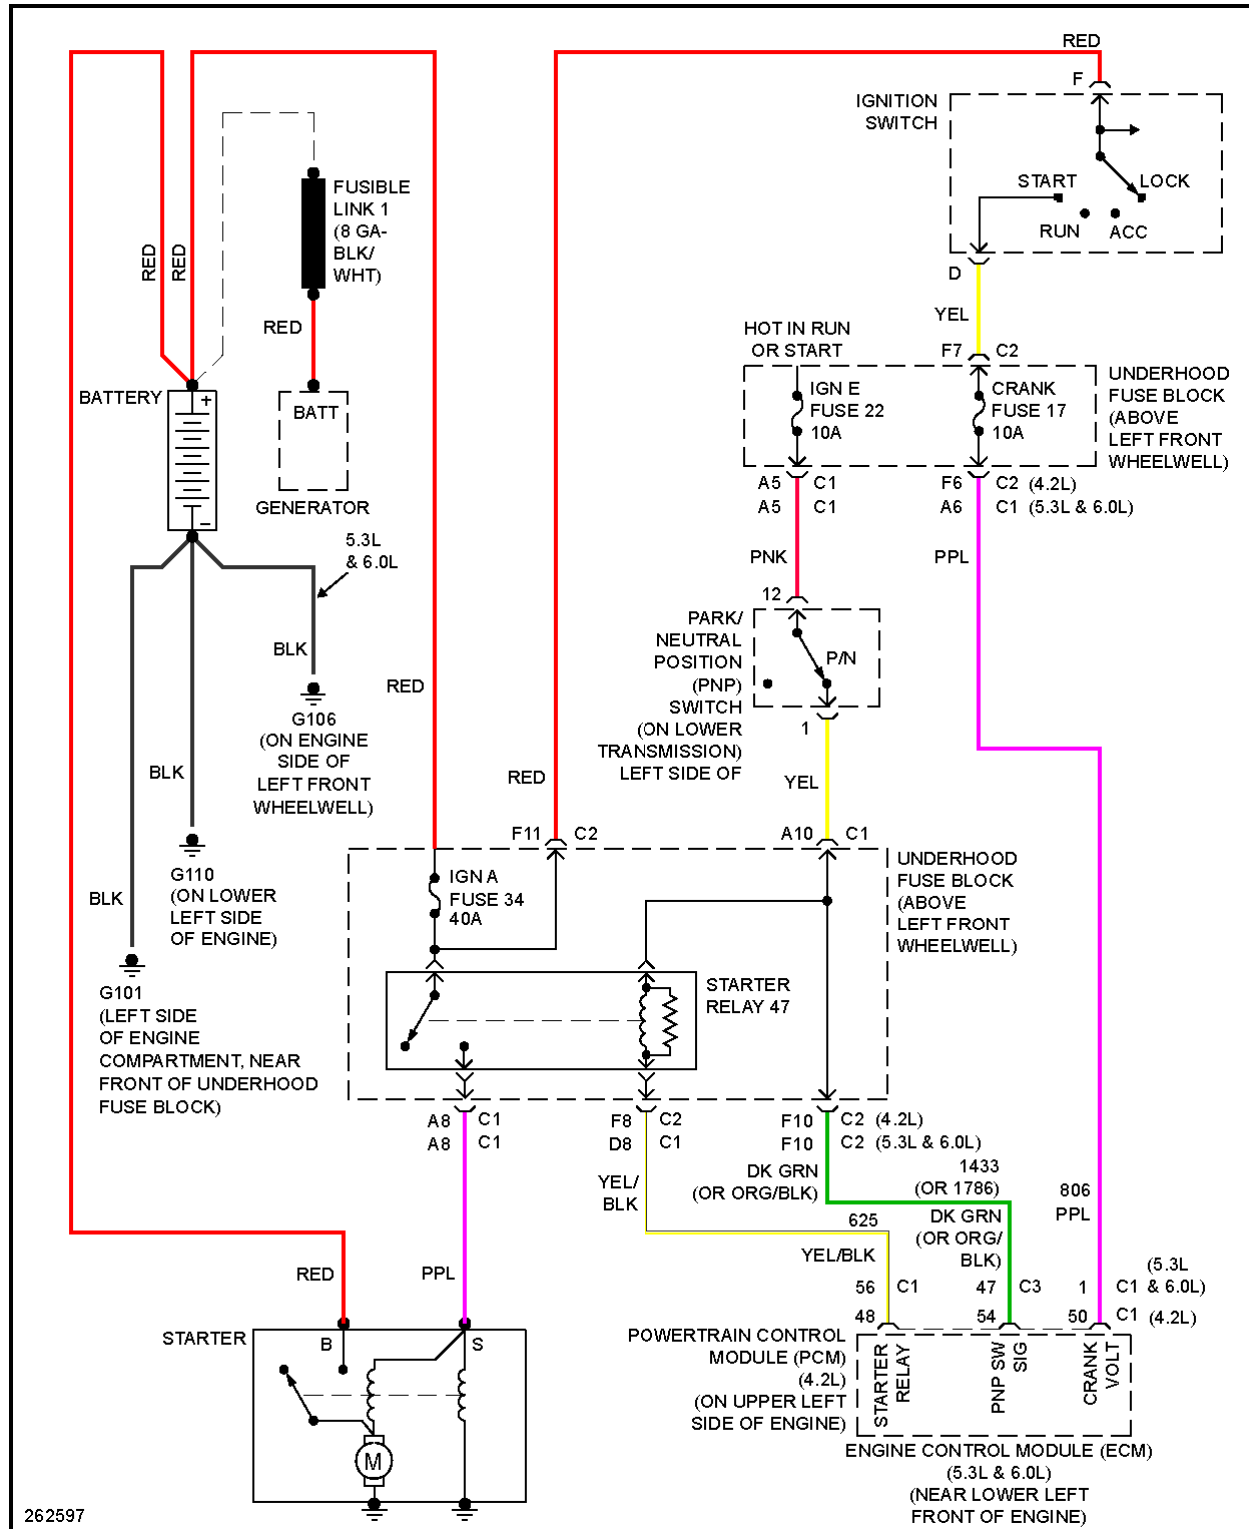 RED
F
IGNITION
SWITCH
START
LOCK
RUN
ACC
D
YEL
FUSIBLE
LINK 1
(8 GA-
BLK/
WHT)
RED
RED
RED
BATTERY
+
−
BATT
GENERATOR
5.3L
& 6.0L
BLK
G106
(ON ENGINE
SIDE OF
LEFT FRONT
WHEELWELL)
BLK
G110
(ON LOWER
LEFT SIDE
OF ENGINE)
BLK
G101
(LEFT SIDE
OF ENGINE
COMPARTMENT, NEAR
FRONT OF UNDERHOOD
FUSE BLOCK)
RED
RED
HOT IN RUN
OR START
F7 C2
IGN E
FUSE 22
10A
CRANK
FUSE 17
10A
UNDERHOOD
FUSE BLOCK
(ABOVE
LEFT FRONT
WHEELWELL)
A5 C1
A5 C1
F6 C2 (4.2L)
A6 C1 (5.3L & 6.0L)
PNK
PPL
12
PARK/
NEUTRAL
POSITION
(PNP)
SWITCH
(ON LOWER
TRANSMISSION)
LEFT SIDE OF
P/N
1
YEL
F11 C2
A10 C1
IGN A
FUSE 34
40A
UNDERHOOD
FUSE BLOCK
(ABOVE
LEFT FRONT
WHEELWELL)
STARTER
RELAY 47
A8 C1
A8 C1
F8 C2
D8 C1
F10 C2 (4.2L)
F10 C2 (5.3L & 6.0L)
YEL/
BLK
DK GRN
(OR ORG/BLK)
1433
(OR 1786)
806
PPL
625
YEL/BLK
DK GRN
(OR ORG/
BLK)
RED
PPL
56 C1
47 C3
1 C1 (5.3L
& 6.0L)
48
54
50 C1 (4.2L)
STARTER
B
S
M
POWERTRAIN CONTROL
MODULE (PCM)
(4.2L)
(ON UPPER LEFT
SIDE OF ENGINE)
STARTER
RELAY
PNP SW
SIG
CRANK
VOLT
ENGINE CONTROL MODULE (ECM)
(5.3L & 6.0L)
(NEAR LOWER LEFT
FRONT OF ENGINE)
262597